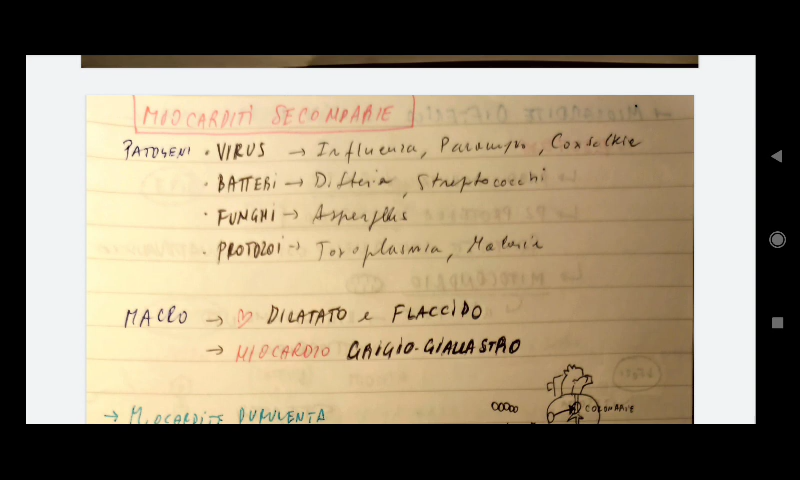 MIOCARDITI SECONDARIE
PATOGENI • VIRUS → Influenza, Paramyxo, Coxsackie
• BATTERI → Difteria, Streptococchi
• FUNGHI → Aspergillus
• PROTOZOI → Toxoplasmia, Malaria
MACRO → DILATATO e FLACCIDO
→ MIOCARDIO GRIGIO-GIALLASTRO
→ MIOCARDITE PURULENTA
CORONARIE